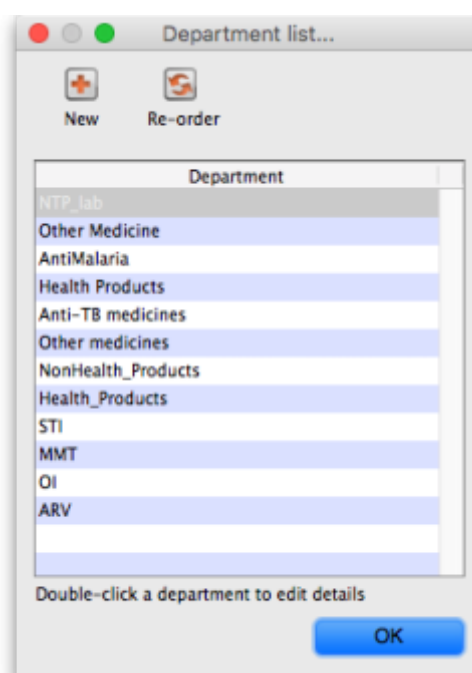 Department list...
New Re-order
Department
NTP_lab
Other Medicine
AntiMalaria
Health Products
Anti-TB medicines
Other medicines
NonHealth_Products
Health_Products
STI
MMT
OI
ARV
Double-click a department to edit details
OK